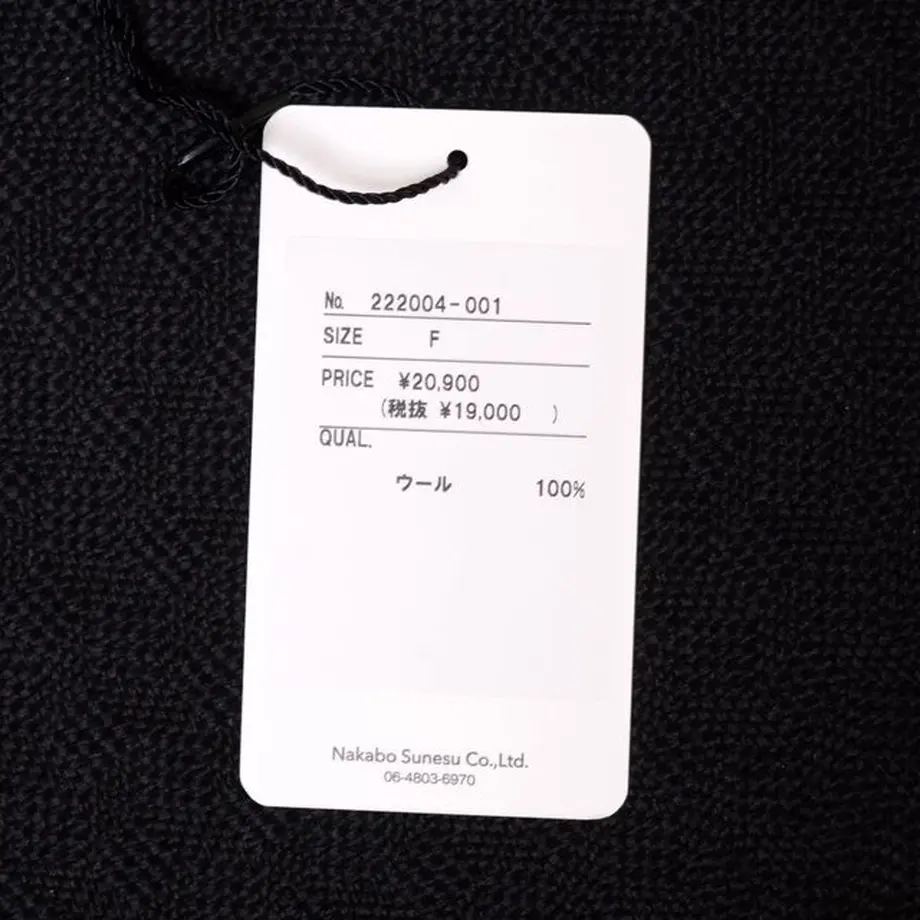 No. 222004-001
SIZE F
PRICE ¥20,900
(税抜 ¥19,000 )
QUAL.
ウール 100%
Nakabo Sunesu Co.,Ltd.
06-4803-6970